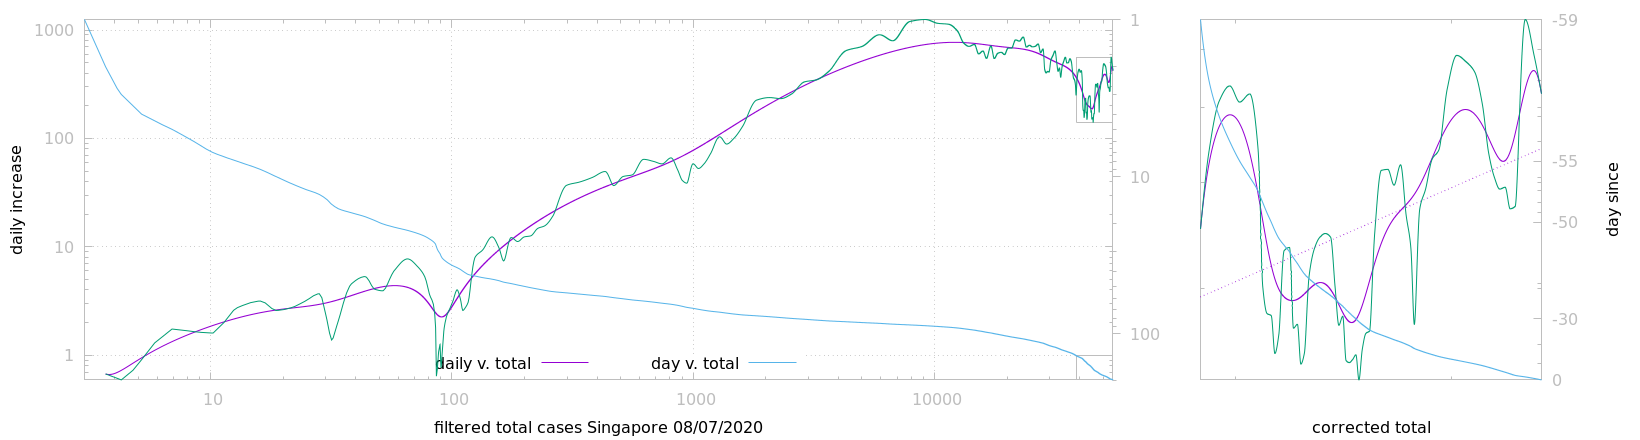 1000
100
10
1
daily increase
10
100
1000
10000
filtered total cases Singapore 08/07/2020
daily v. total
day v. total
1
10
100
-59
-55
-50
-30
0
day since
corrected total